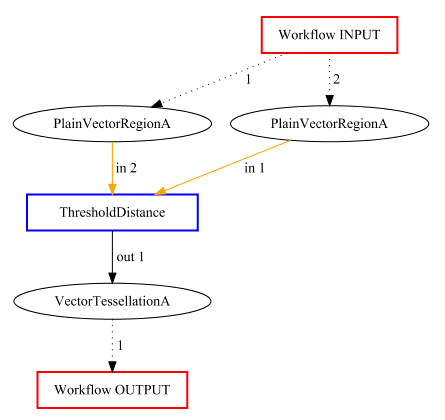 Workflow INPUT
1
2
PlainVectorRegionA
PlainVectorRegionA
in 2
in 1
ThresholdDistance
out 1
VectorTessellationA
1
Workflow OUTPUT